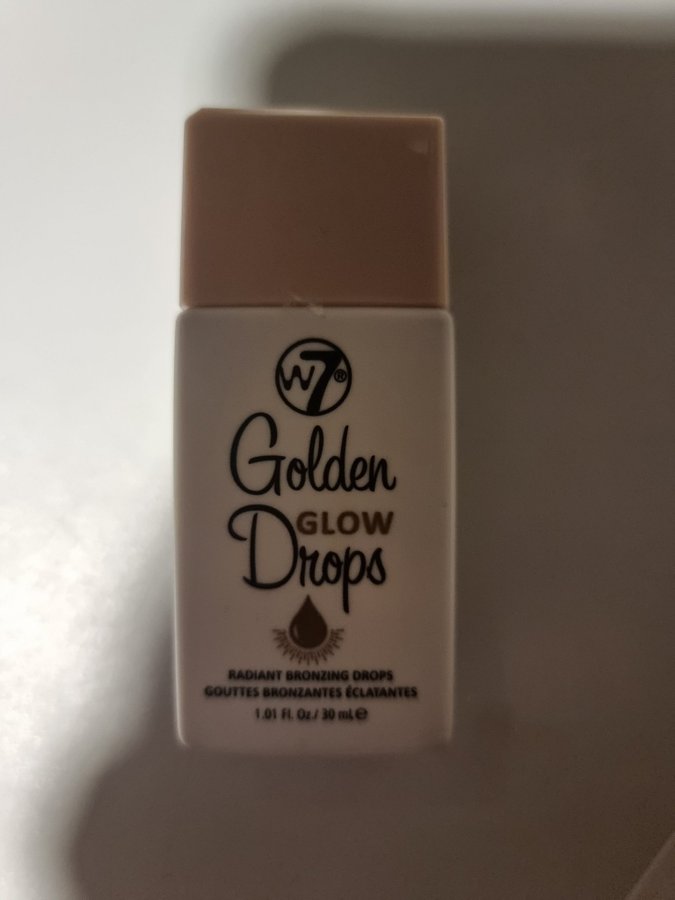 W7®
Golden
GLOW
Drops
RADIANT BRONZING DROPS
GOUTTES BRONZANTES ÉCLATANTES
1.01 Fl. Oz./ 30 mL℮